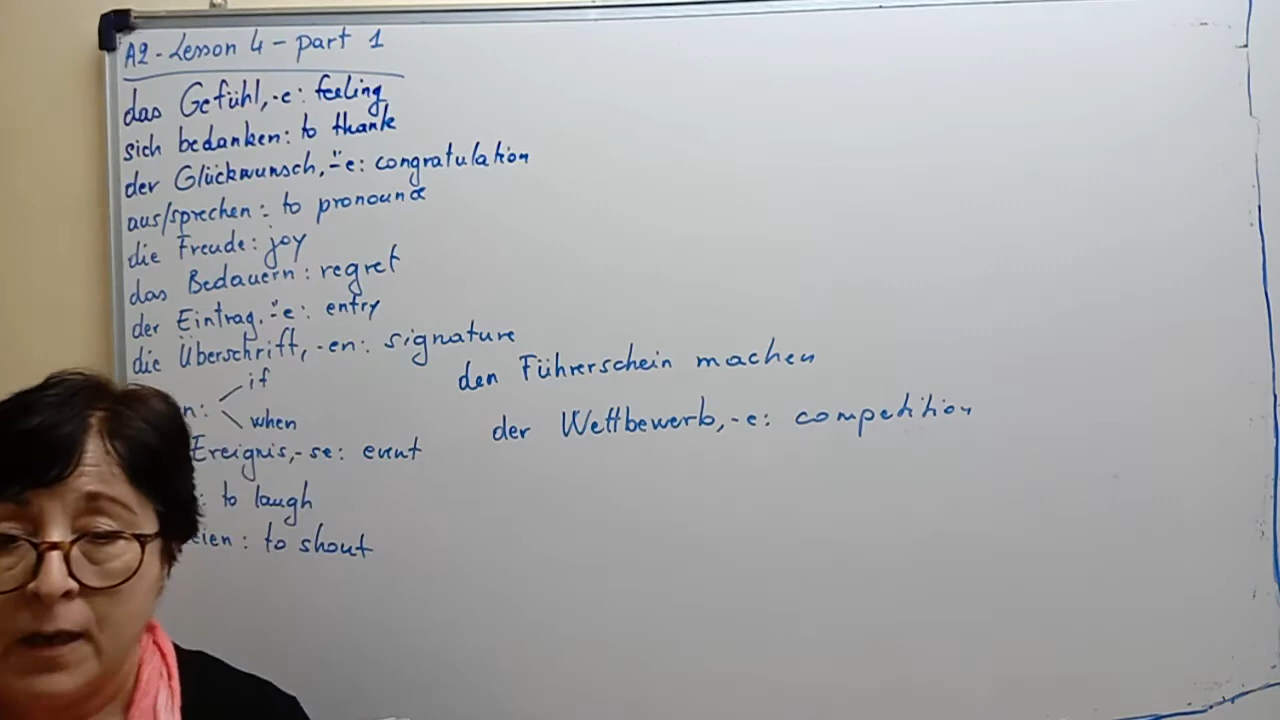 A2 - Lesson 4 - part 1
das Gefühl, -e: feeling
sich bedanken: to thank
der Glückwunsch, -̈e: congratulation
aus/sprechen: to pronounce
die Freude: joy
das Bedauern: regret
der Eintrag, -̈e: entry
die Überschrift, -en: signature
n: if
when
Ereignis, -se: event
: to laugh
eien: to shout
den Führerschein machen
der Wettbewerb, -e: competition